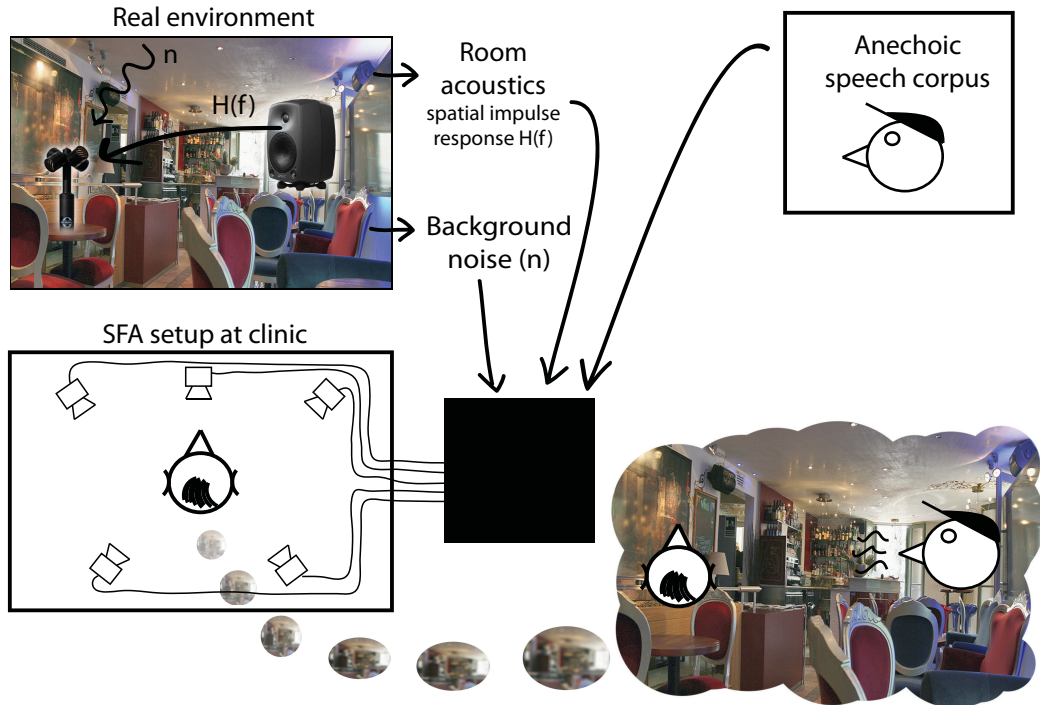 Real environment
n
H(f)
Room
acoustics
spatial impulse
response H(f)
Background
noise (n)
Anechoic
speech corpus
SFA setup at clinic